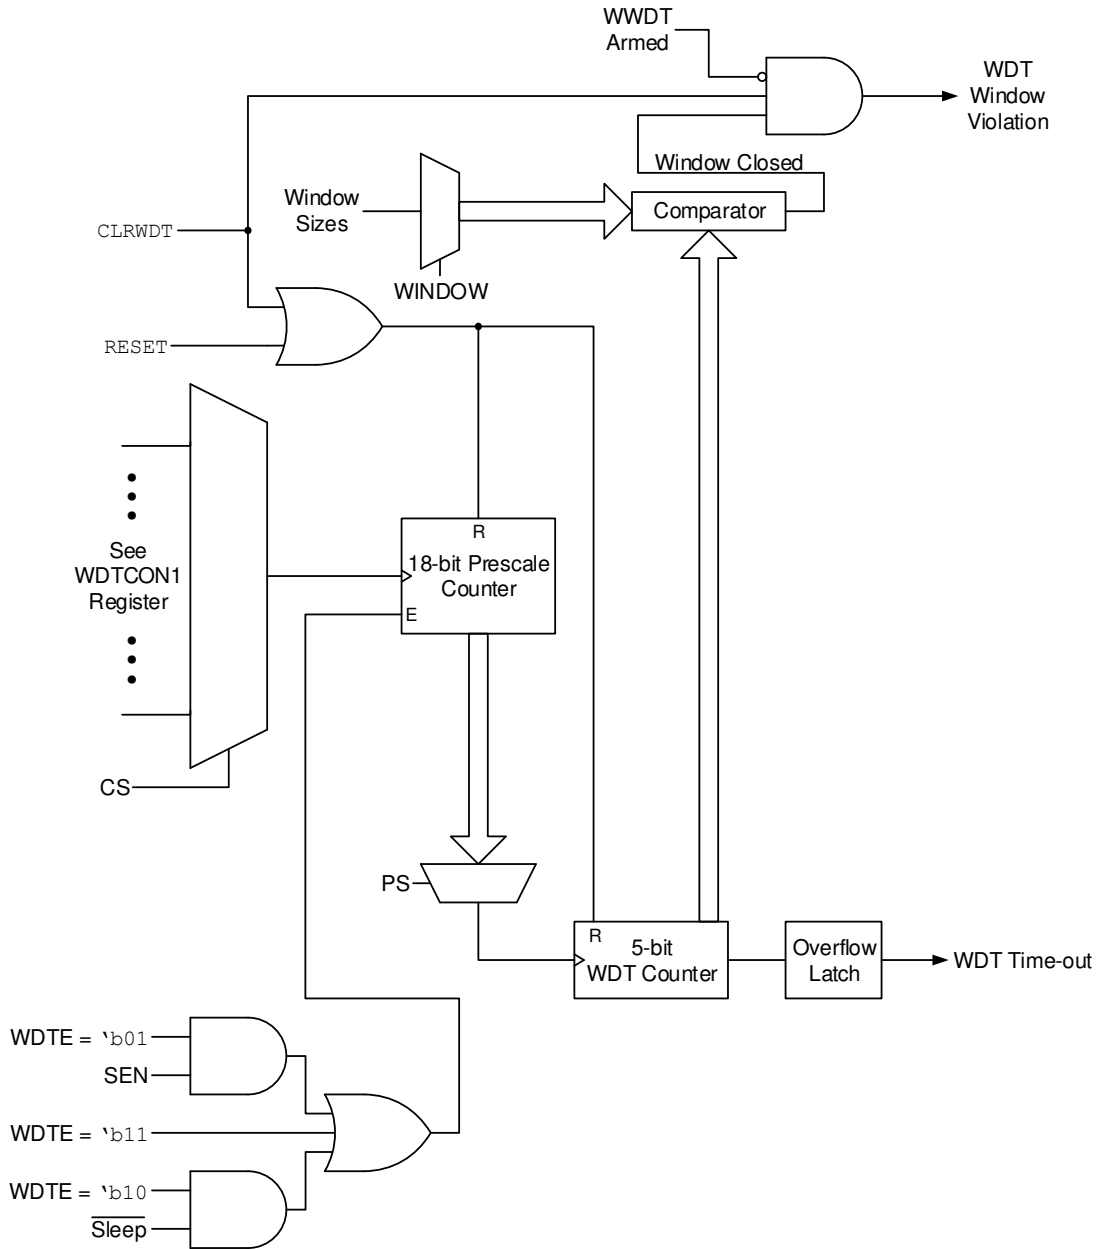 WWDT
Armed
WDT
Window
Violation
Window Closed
Window
Sizes
Comparator
CLRWDT
WINDOW
RESET
R
See
WDTCON1
Register
18-bit Prescale
Counter
E
CS
PS
R
5-bit
WDT Counter
Overflow
Latch
WDT Time-out
WDTE = ‘b01
SEN
WDTE = ‘b11
WDTE = ‘b10
Sleep